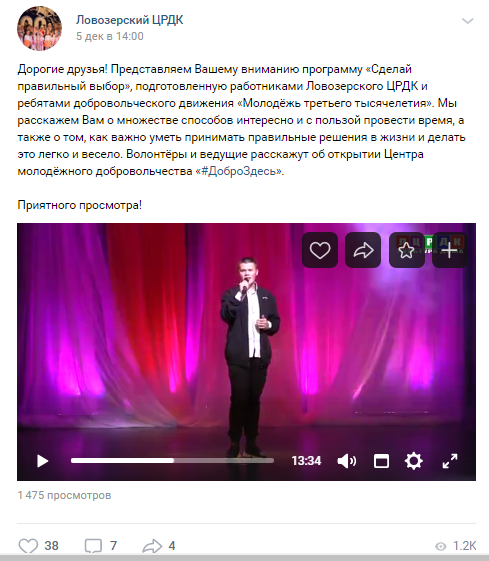 Ловозерский ЦРДК
5 дек в 14:00
Дорогие друзья! Представляем Вашему вниманию программу «Сделай
правильный выбор», подготовленную работниками Ловозерского ЦРДК и
ребятами добровольческого движения «Молодёжь третьего тысячелетия». Мы
расскажем Вам о множестве способов интересно и с пользой провести время, а
также о том, как важно уметь принимать правильные решения в жизни и делать
это легко и весело. Волонтёры и ведущие расскажут об открытии Центра
молодёжного добровольчества «#ДоброЗдесь».
Приятного просмотра!
13:34
1 475 просмотров
38
7
4
1.2K